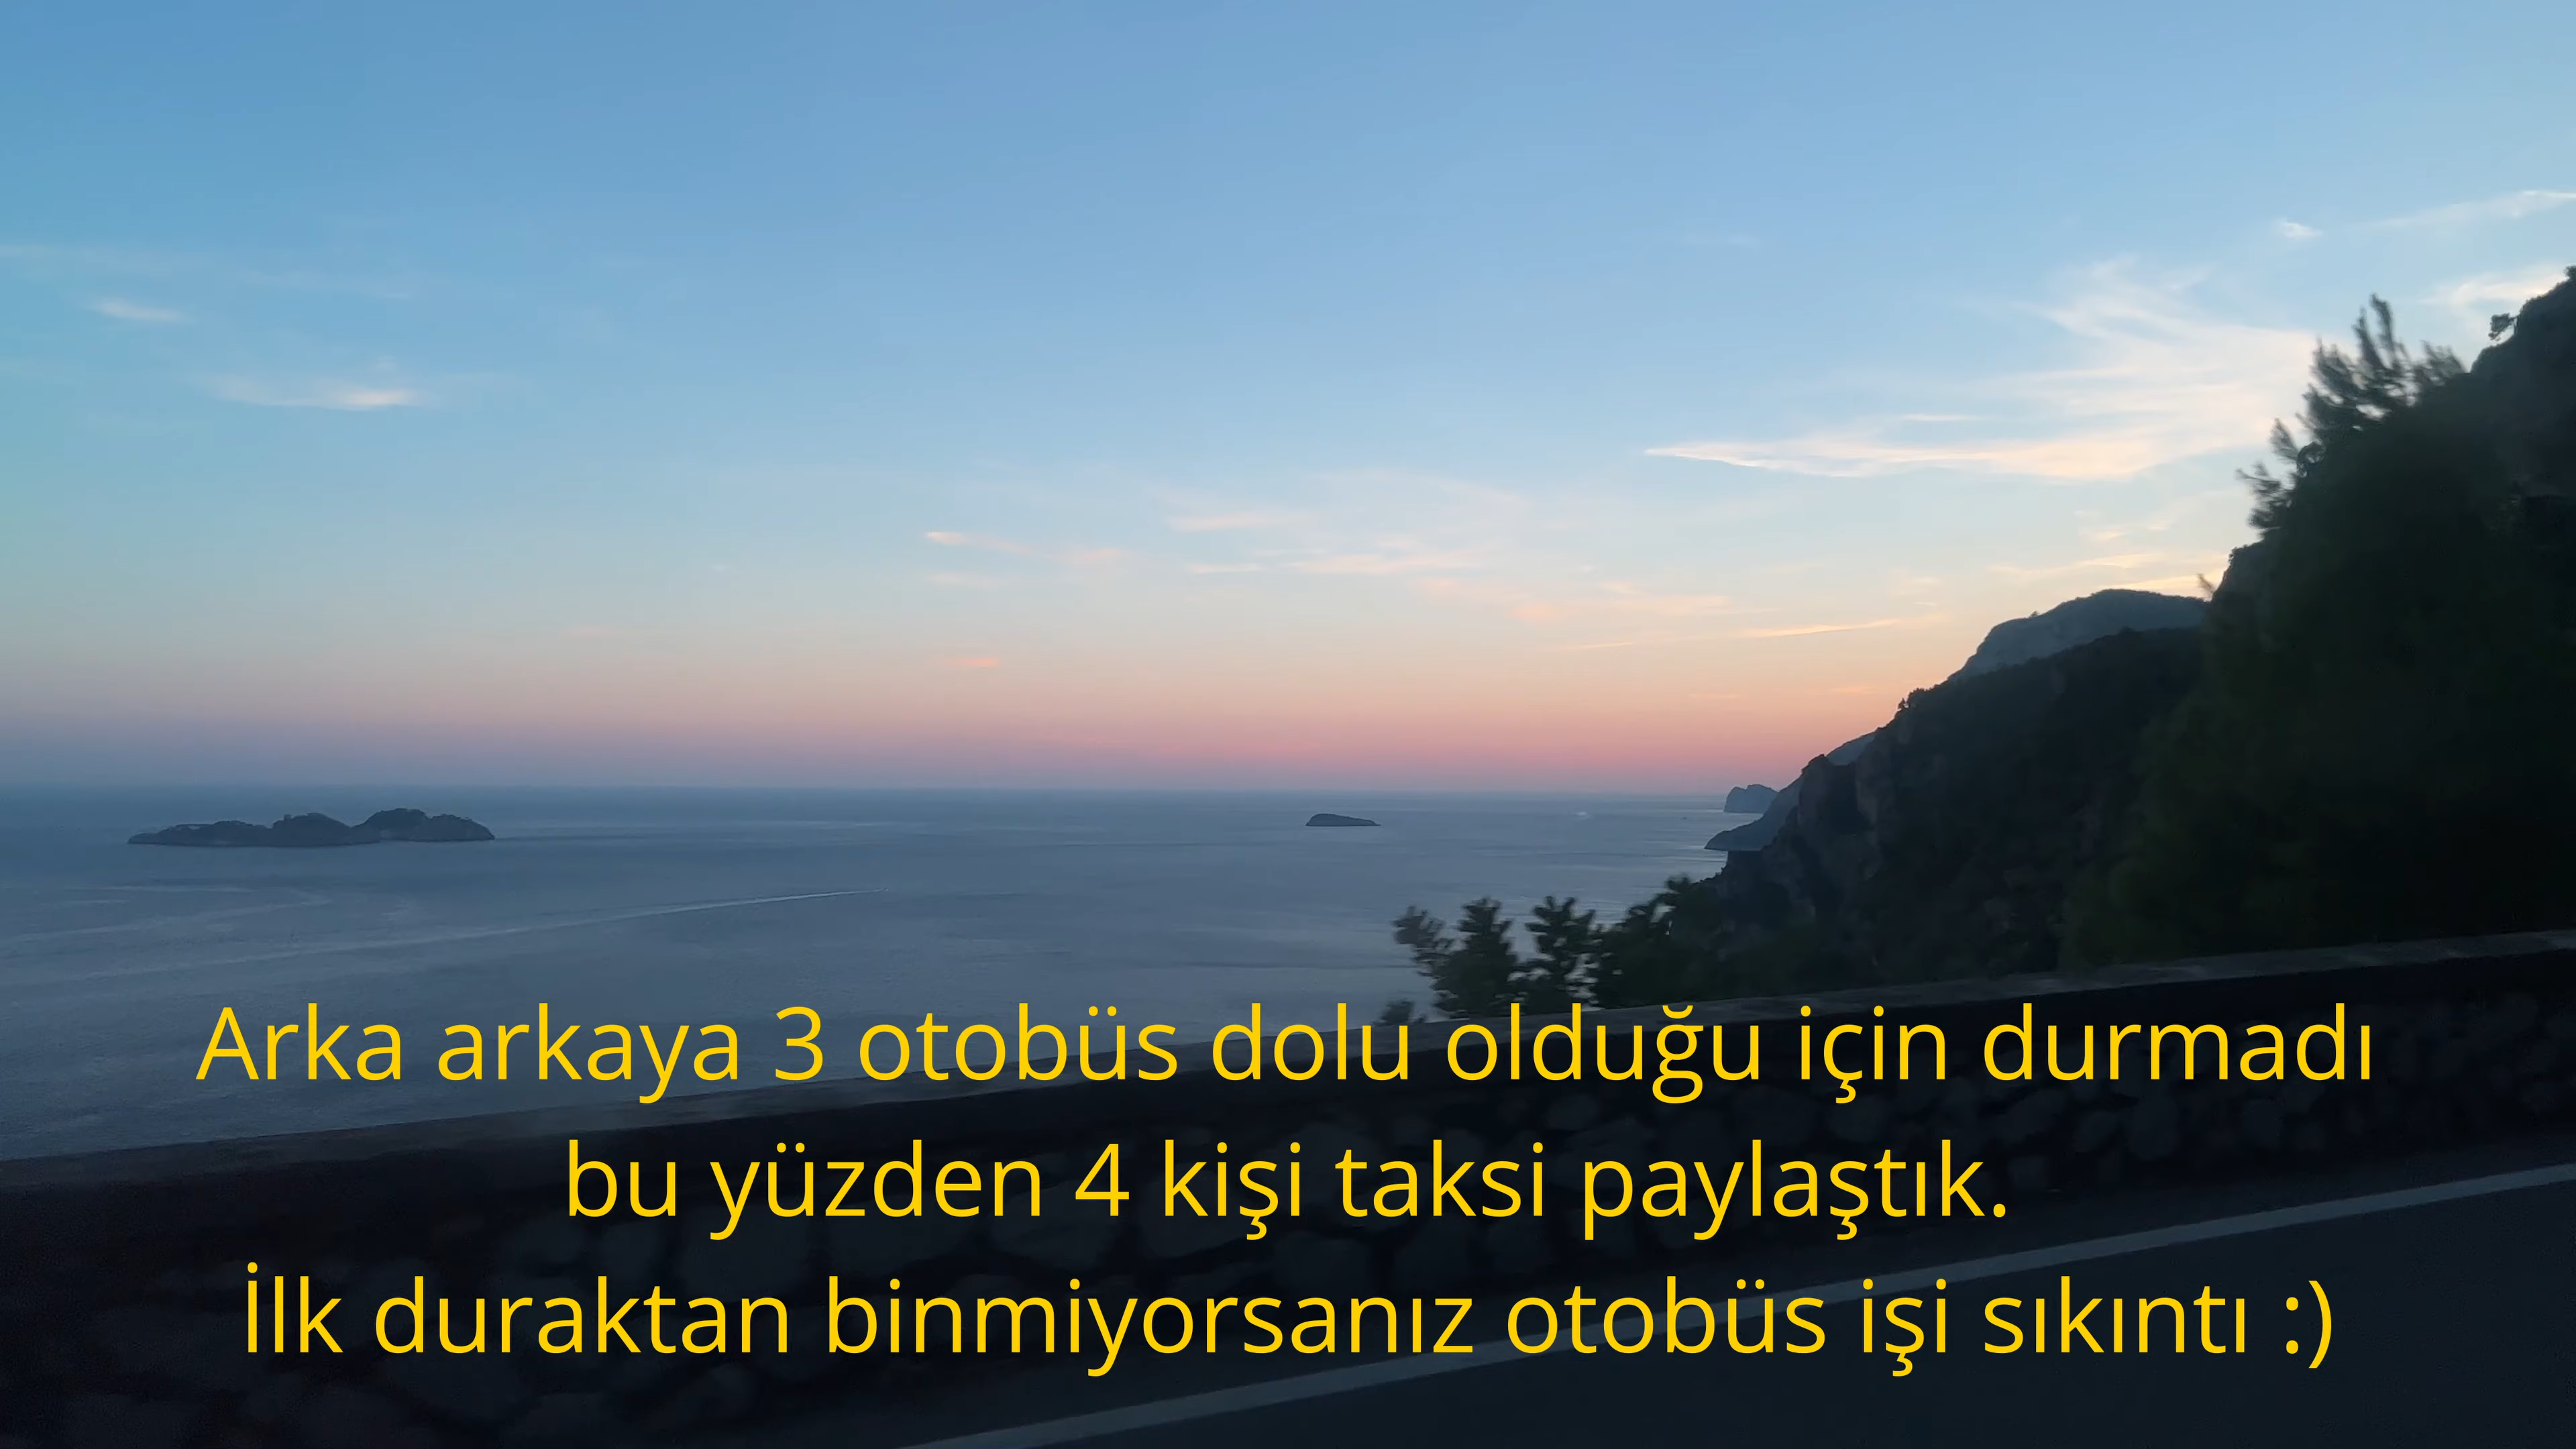 Arka arkaya 3 otobüs dolu olduğu için durmadı
bu yüzden 4 kişi taksi paylaştık.
İlk duraktan binmiyorsanız otobüs işi sıkıntı :)